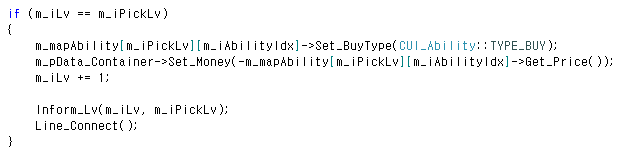 if (m_iLv == m_iPickLv)
{
m_mapAbility[m_iPickLv][m_iAbilityIdx]->Set_BuyType(CUI_Ability::TYPE_BUY);
m_pData_Container->Set_Money(-m_mapAbility[m_iPickLv][m_iAbilityIdx]->Get_Price());
m_iLv += 1;
Inform_Lv(m_iLv, m_iPickLv);
Line_Connect();
}